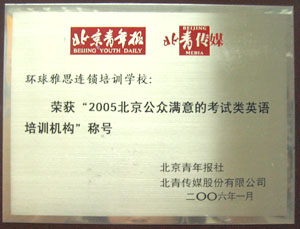 北京青年报
BEIJING YOUTH DAILY
BEIJING
北青传媒
MEDIA
环球雅思连锁培训学校:
荣获“2005北京公众满意的考试类英语
培训机构”称号
北京青年报社
北青传媒股份有限公司
二〇〇六年一月